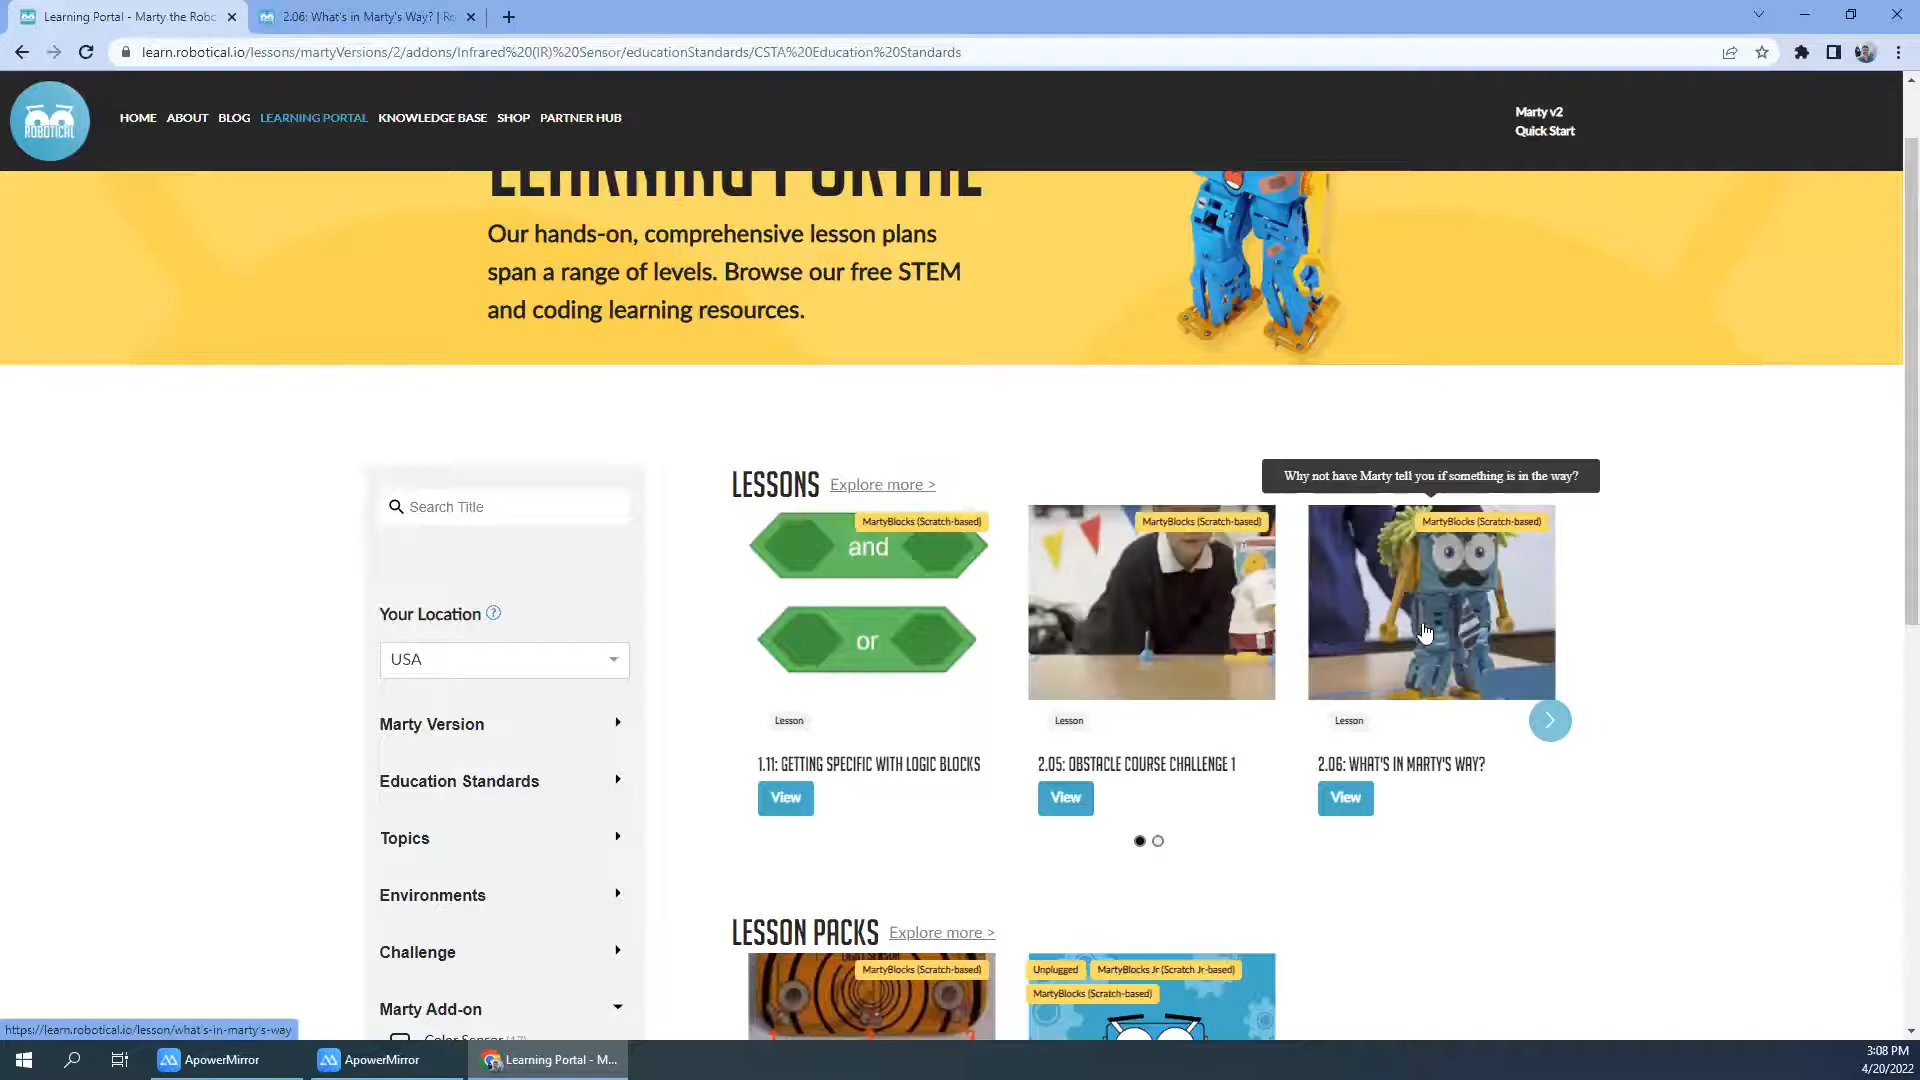 Learning Portal - Marty the Robo
2.06: What's in Marty's Way? | Ro
learn.robotical.io/lessons/martyVersions/2/addons/Infrared%20(IR)%20Sensor/educationStandards/CSTA%20Education%20Standards
ROBOTICAL
HOME
ABOUT
BLOG
LEARNING PORTAL
KNOWLEDGE BASE
SHOP
PARTNER HUB
Marty v2
Quick Start
LEARNING PORTAL
Our hands-on, comprehensive lesson plans
span a range of levels. Browse our free STEM
and coding learning resources.
Search Title
Your Location ?
USA
Marty Version
Education Standards
Topics
Environments
Challenge
Marty Add-on
Color Sensor (17)
LESSONS
Explore more >
Why not have Marty tell you if something is in the way?
MartyBlocks (Scratch-based)
and
or
Lesson
1.11: GETTING SPECIFIC WITH LOGIC BLOCKS
View
MartyBlocks (Scratch-based)
Lesson
2.05: OBSTACLE COURSE CHALLENGE 1
View
MartyBlocks (Scratch-based)
Lesson
2.06: WHAT'S IN MARTY'S WAY?
View
LESSON PACKS
Explore more >
MartyBlocks (Scratch-based)
Unplugged
MartyBlocks Jr (Scratch Jr-based)
MartyBlocks (Scratch-based)
https://learn.robotical.io/lesson/what's-in-marty's-way
ApowerMirror
ApowerMirror
Learning Portal - M...
3:08 PM
4/20/2022